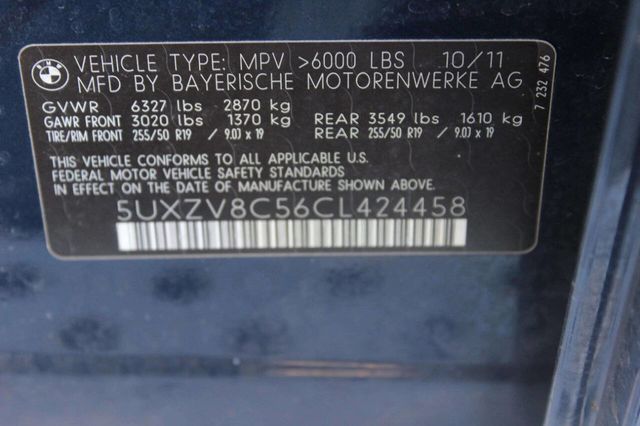 BMW
VEHICLE TYPE: MPV >6000 LBS 10/11
MFD BY BAYERISCHE MOTORENWERKE AG
GVWR 6327 lbs 2870 kg
GAWR FRONT 3020 lbs 1370 kg REAR 3549 lbs 1610 kg
TIRE/RIM FRONT 255/50 R19 / 9.0J x 19 REAR 255/50 R19 / 9.0J x 19
THIS VEHICLE CONFORMS TO ALL APPLICABLE U.S.
FEDERAL MOTOR VEHICLE SAFETY STANDARDS
IN EFFECT ON THE DATE OF MANUFACTURE SHOWN ABOVE.
5UXZV8C56CL424458
7 232 476